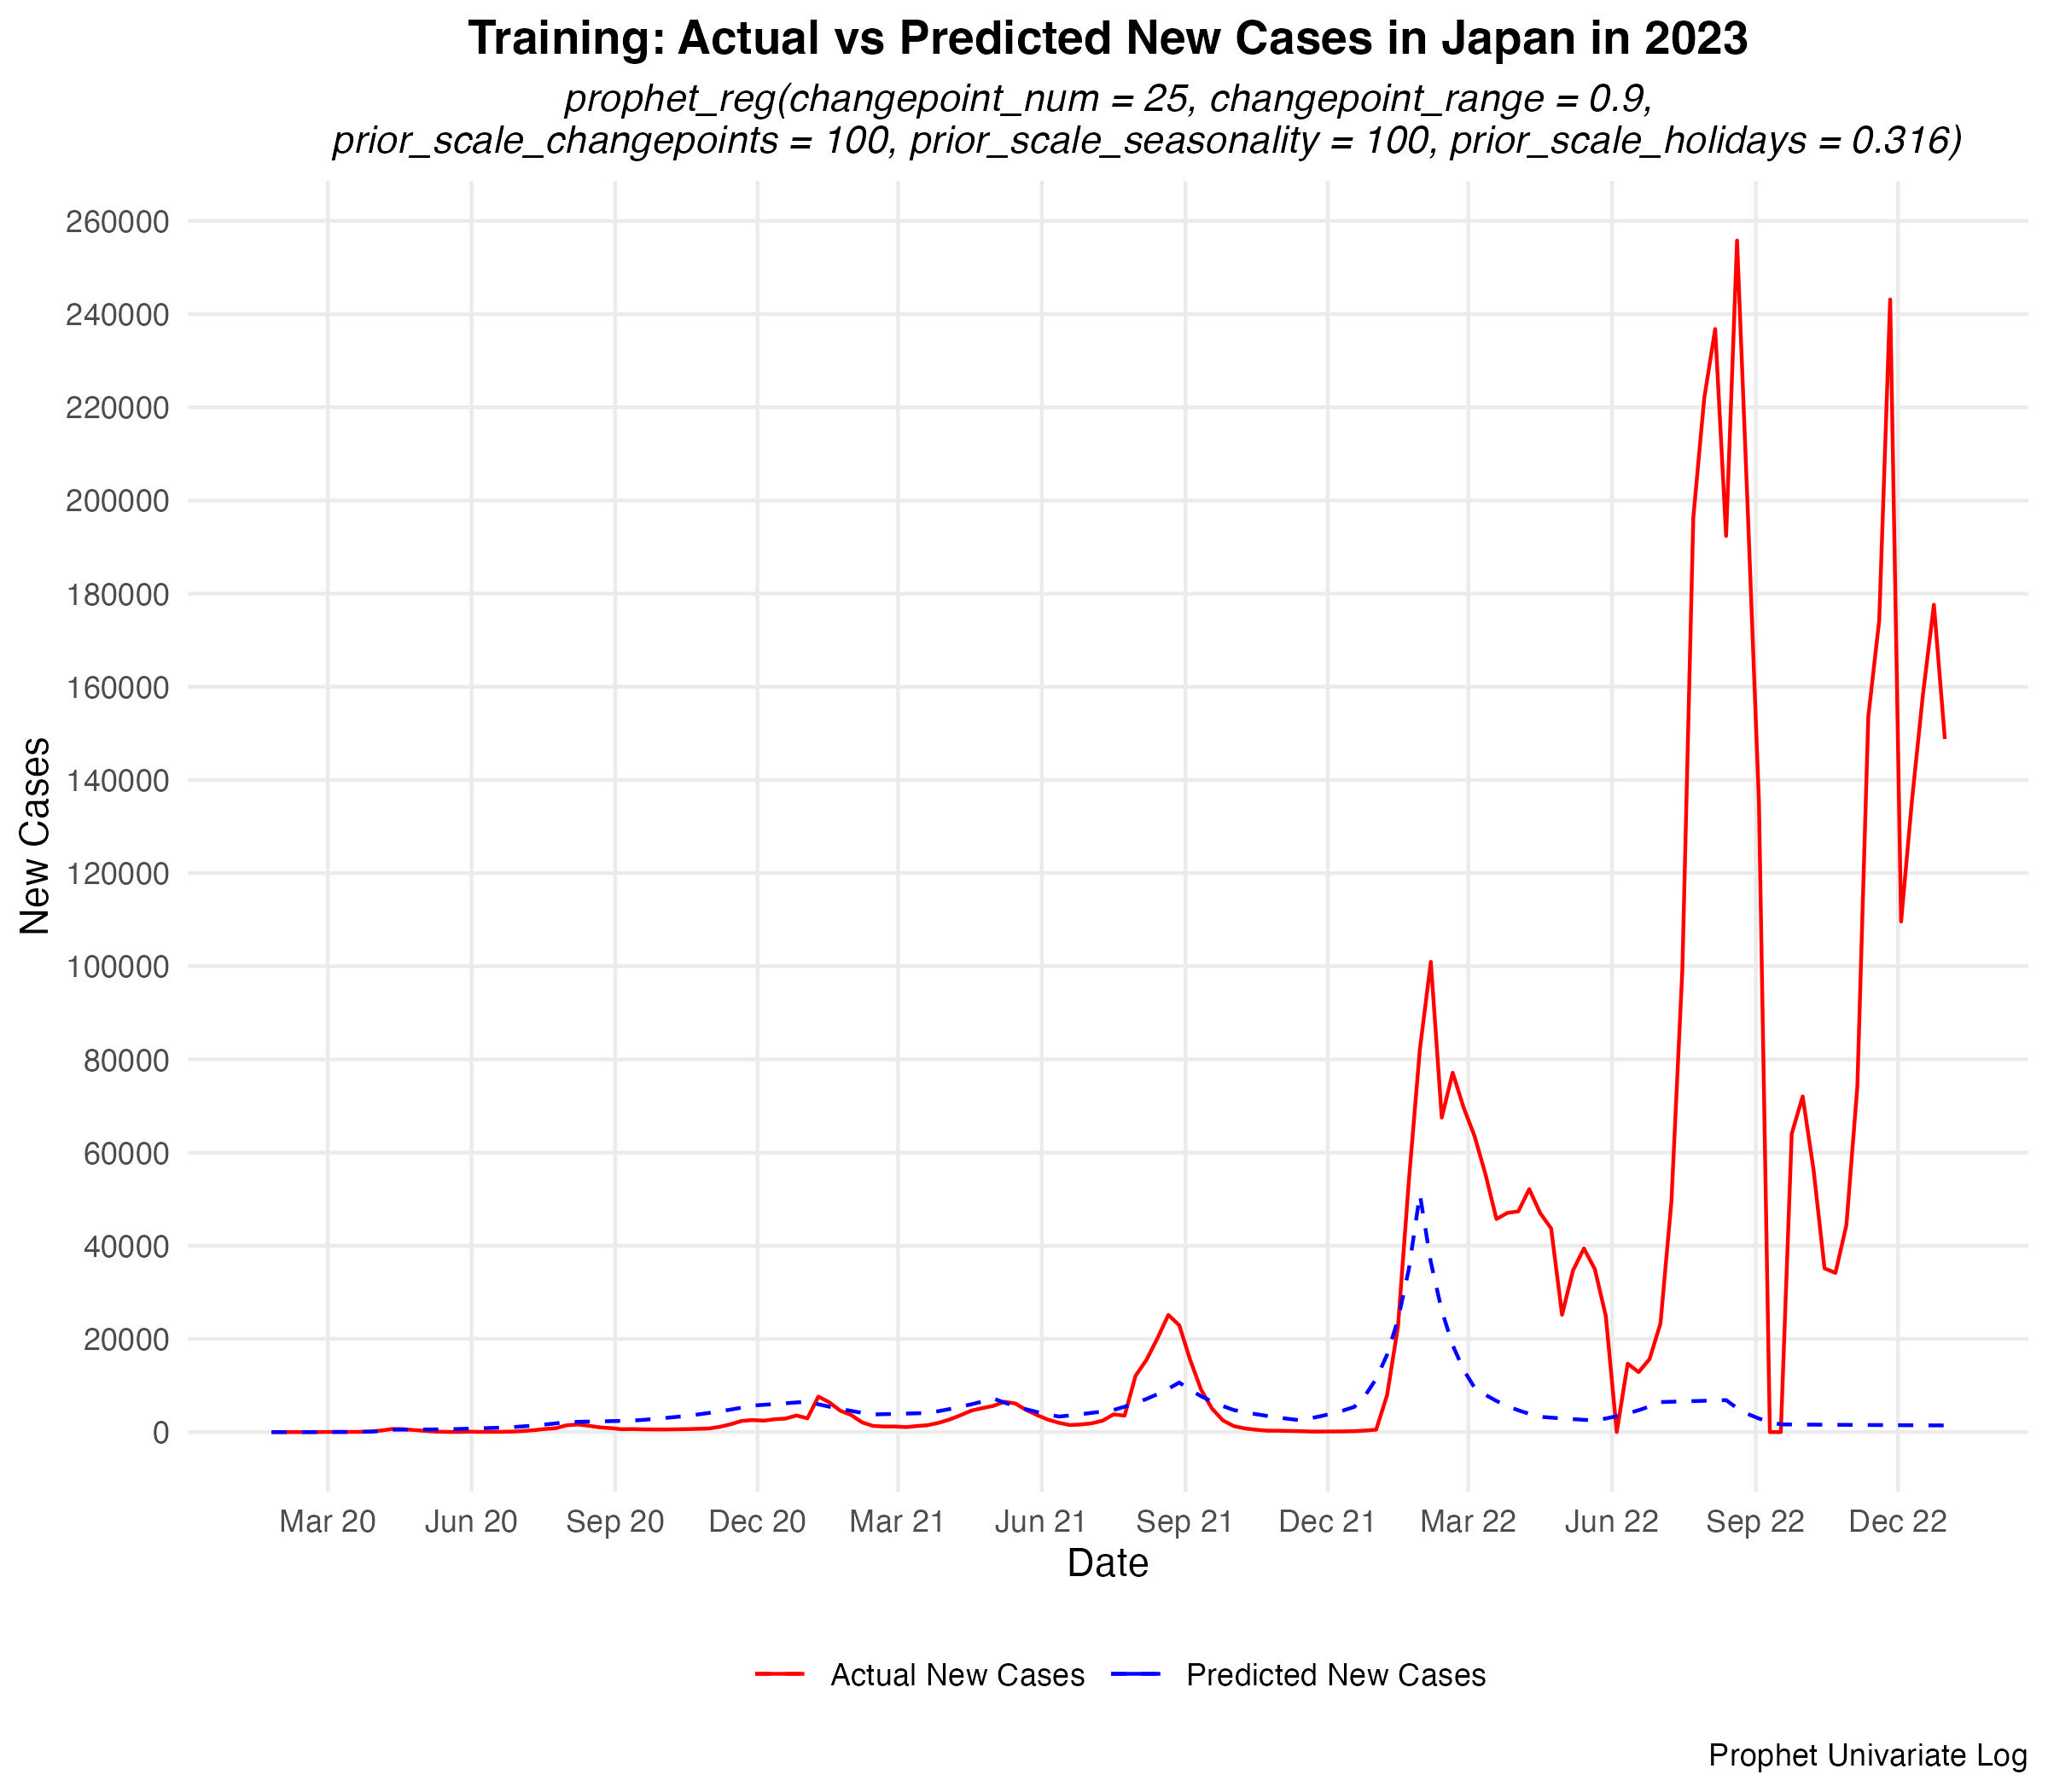 Training: Actual vs Predicted New Cases in Japan in 2023
prophet_reg(changepoint_num = 25, changepoint_range = 0.9,
prior_scale_changepoints = 100, prior_scale_seasonality = 100, prior_scale_holidays = 0.316)
260000
240000
220000
200000
180000
160000
140000
120000
100000
80000
60000
40000
20000
0
New Cases
Mar 20 Jun 20 Sep 20 Dec 20 Mar 21 Jun 21 Sep 21 Dec 21 Mar 22 Jun 22 Sep 22 Dec 22
Date
Actual New Cases Predicted New Cases
Prophet Univariate Log